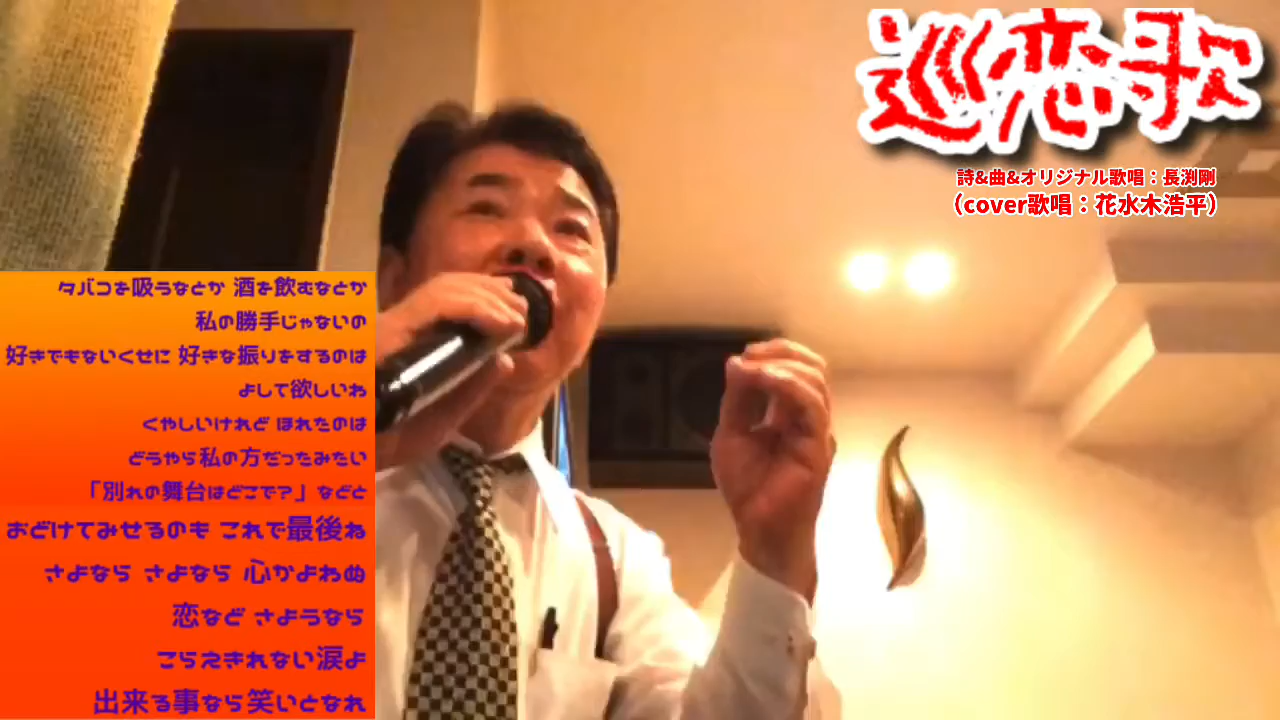 巡恋歌
詩&曲&オリジナル歌唱：長渕剛
（cover歌唱：花水木浩平）
タバコを吸うなとか 酒を飲むなとか
私の勝手じゃないの
好きでもないくせに 好きな振りをするのは
よして欲しいわ
くやしいけれど ほれたのは
どうやら私の方だったみたい
「別れの舞台はどこで?」などと
おどけてみせるのも これで最後ね
さよなら さよなら 心かよわぬ
恋など さようなら
こらえきれない涙よ
出来る事なら笑いとなれ